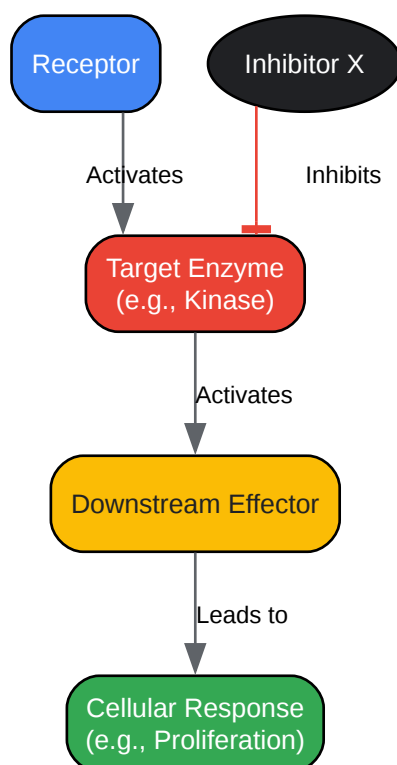 Receptor
Inhibitor X
Activates
Inhibits
Target Enzyme
(e.g., Kinase)
Activates
Downstream Effector
Leads to
Cellular Response
(e.g., Proliferation)